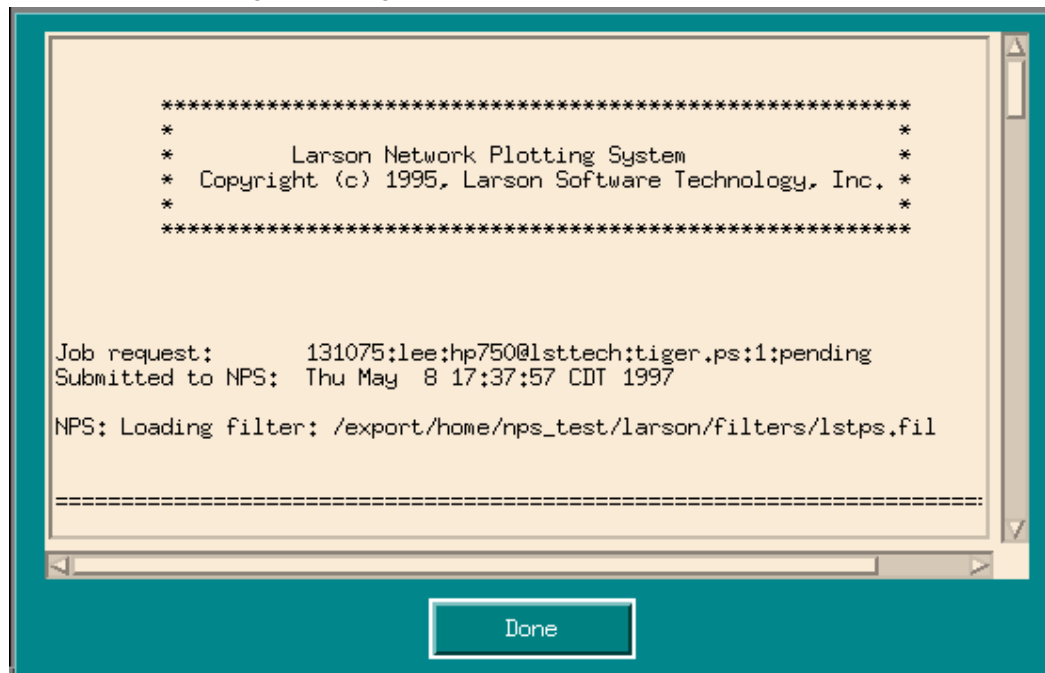 *********************************************************
*                                                       *
*         Larson Network Plotting System                *
*  Copyright (c) 1995, Larson Software Technology, Inc. *
*                                                       *
*********************************************************
Job request:       131075:lee:hp750@lsttech:tiger.ps:1:pending
Submitted to NPS:  Thu May  8 17:37:57 CDT 1997
NPS: Loading filter: /export/home/nps_test/larson/filters/lstps.fil
======================================================================
Done